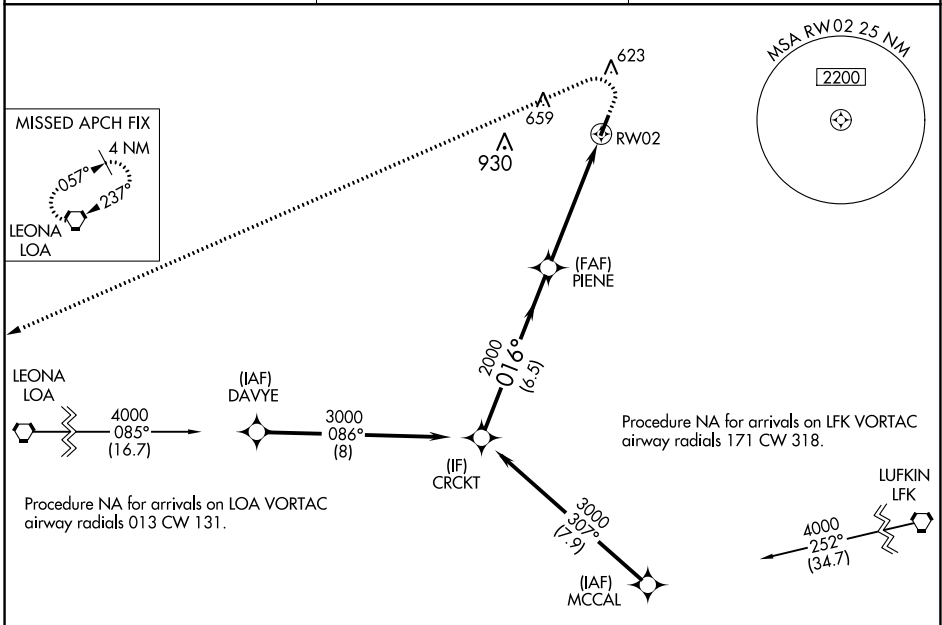 MSA RW02 25 NM
2200
623
659
930
RW02
MISSED APCH FIX
4 NM
057°
237°
LEONA
LOA
(FAF)
PIENE
2000
016°
(6.5)
LEONA
LOA
4000
085°
(16.7)
(IAF)
DAVYE
3000
086°
(8)
(IF)
CRCKT
Procedure NA for arrivals on LFK VORTAC
airway radials 171 CW 318.
Procedure NA for arrivals on LOA VORTAC
airway radials 013 CW 131.
3000
307°
(7.9)
(IAF)
MCCAL
LUFKIN
LFK
4000
252°
(34.7)